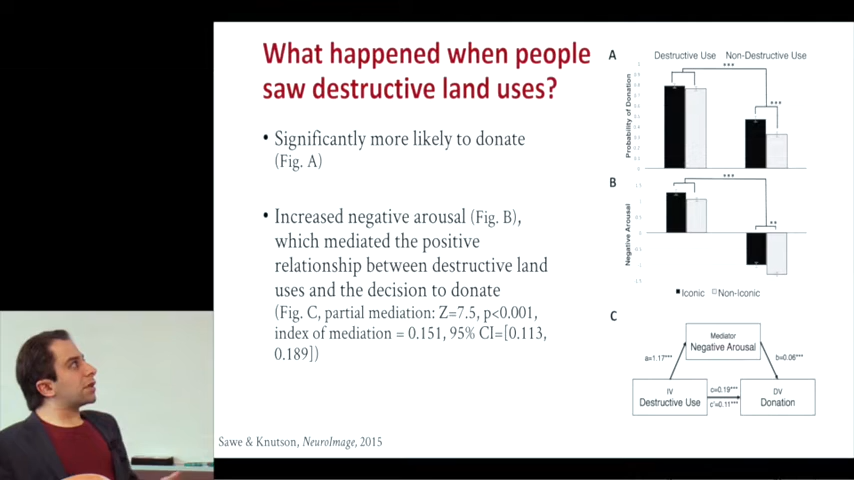 What happened when people
saw destructive land uses?
• Significantly more likely to donate
(Fig. A)
• Increased negative arousal (Fig. B),
which mediated the positive
relationship between destructive land
uses and the decision to donate
(Fig. C, partial mediation: Z=7.5, p<0.001,
index of mediation = 0.151, 95% CI=[0.113,
0.189])
Sawe & Knutson, NeuroImage, 2015
A
Destructive Use Non-Destructive Use
***
***
Probability of Donation
B
***
**
Negative Arousal
Iconic Non-Iconic
C
Mediator
Negative Arousal
a=1.17*** b=0.06***
IV
Destructive Use
c=0.19***
c'=0.11***
DV
Donation